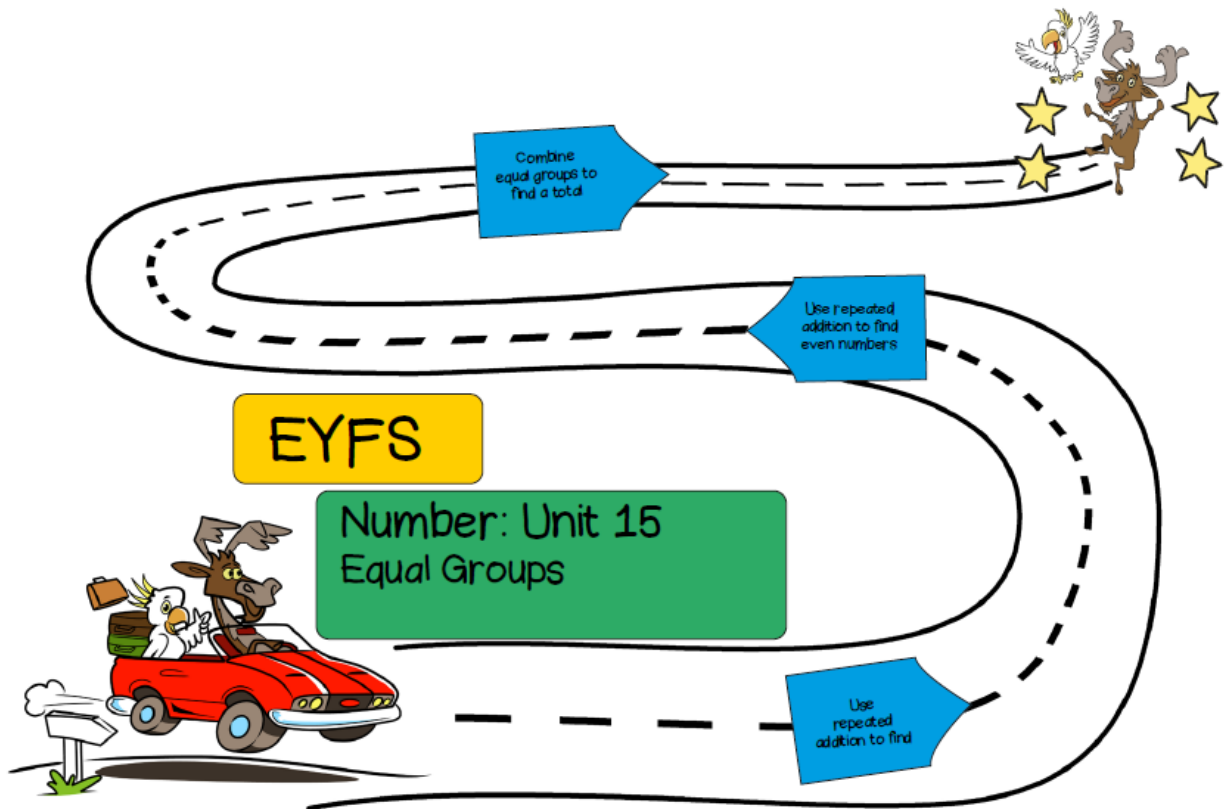 Combine
equal groups to
find a total
Use repeated
addition to find
even numbers
EYFS
Number: Unit 15
Equal Groups
Use
repeated
addition to find